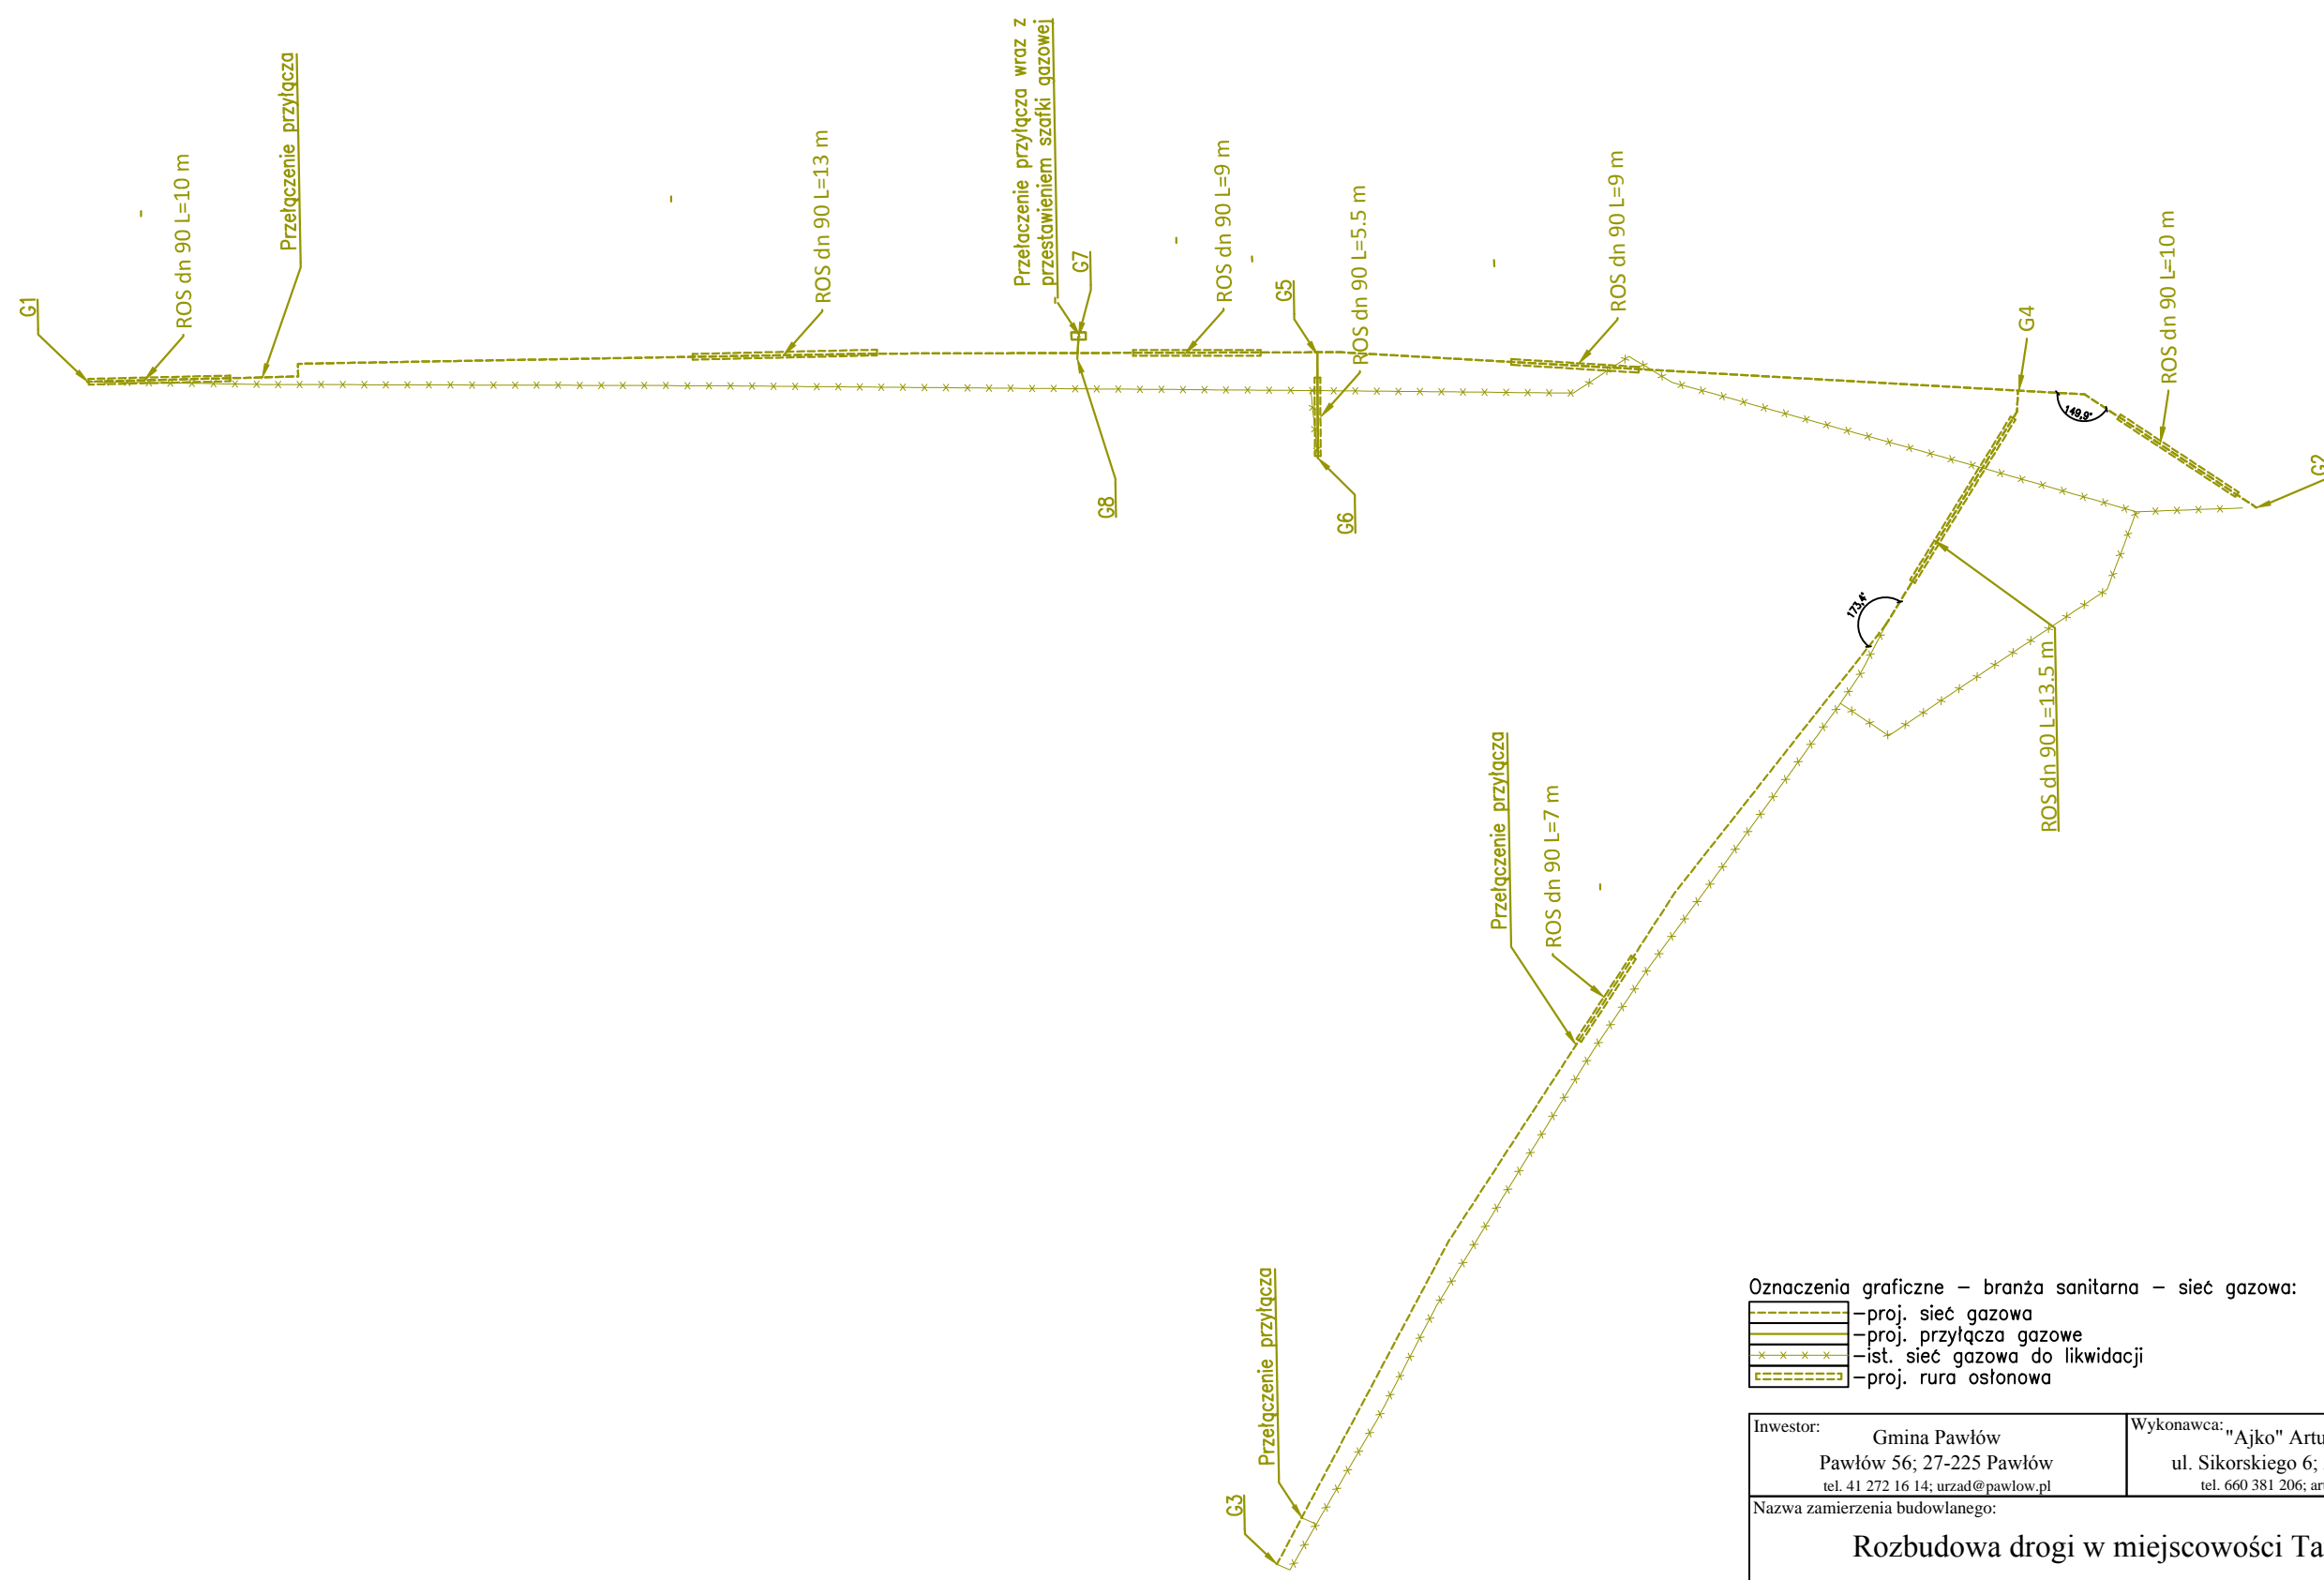 G1
ROS dn 90 L=10 m
Przełączenie przyłącza
ROS dn 90 L=13 m
Przełaczenie przyłącza wraz z
przestawieniem szafki gazowej
G7
G8
ROS dn 90 L=9 m
G5
ROS dn 90 L=5.5 m
G6
ROS dn 90 L=9 m
G4
149,9°
ROS dn 90 L=10 m
G2
173,4°
ROS dn 90 L=13.5 m
Przełączenie przyłącza
ROS dn 90 L=7 m
Przełączenie przyłącza
G3
Oznaczenia graficzne – branża sanitarna – sieć gazowa:
–proj. sieć gazowa
–proj. przyłącza gazowe
–ist. sieć gazowa do likwidacji
–proj. rura osłonowa
Inwestor:
Gmina Pawłów
Pawłów 56; 27-225 Pawłów
tel. 41 272 16 14; urzad@pawlow.pl
Wykonawca:
"Ajko" Artu
ul. Sikorskiego 6;
tel. 660 381 206; ar
Nazwa zamierzenia budowlanego:
Rozbudowa drogi w miejscowości Ta